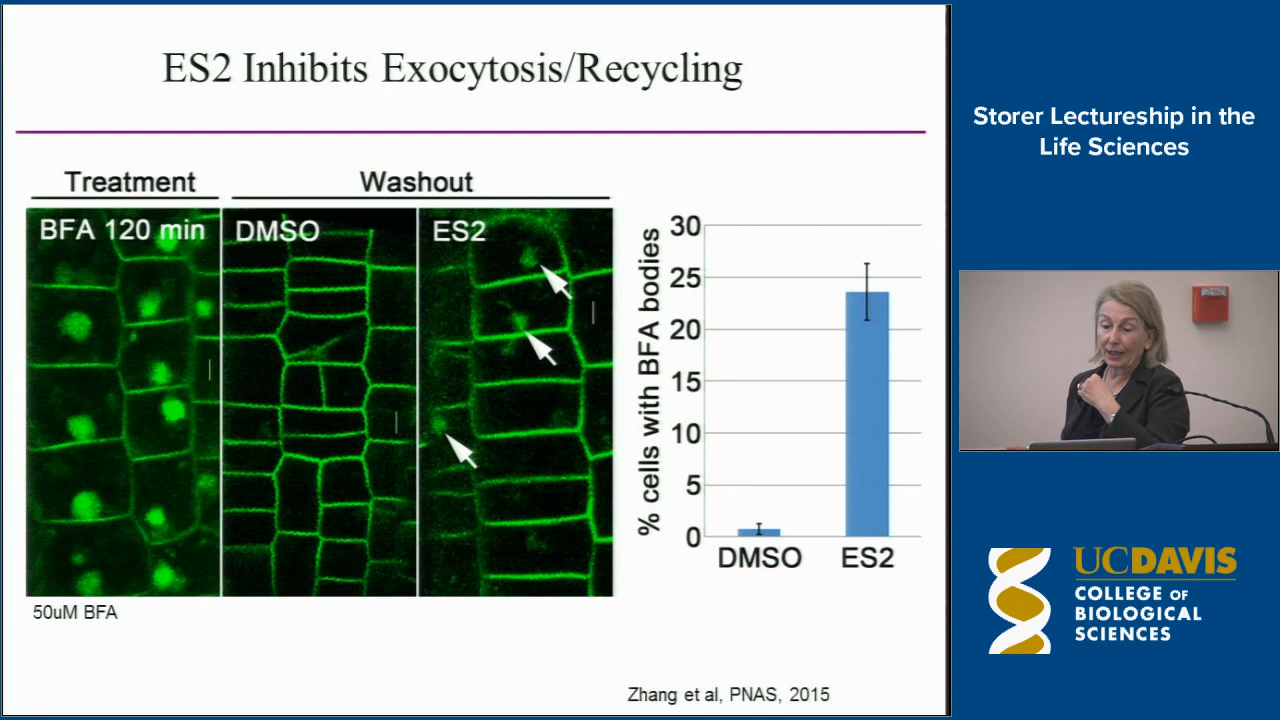 ES2 Inhibits Exocytosis/Recycling
Treatment
Washout
BFA 120 min
DMSO
ES2
% cells with BFA bodies
30
25
20
15
10
5
0
DMSO
ES2
50uM BFA
Zhang et al, PNAS, 2015
Storer Lectureship in the
Life Sciences
UCDAVIS
COLLEGE OF
BIOLOGICAL
SCIENCES